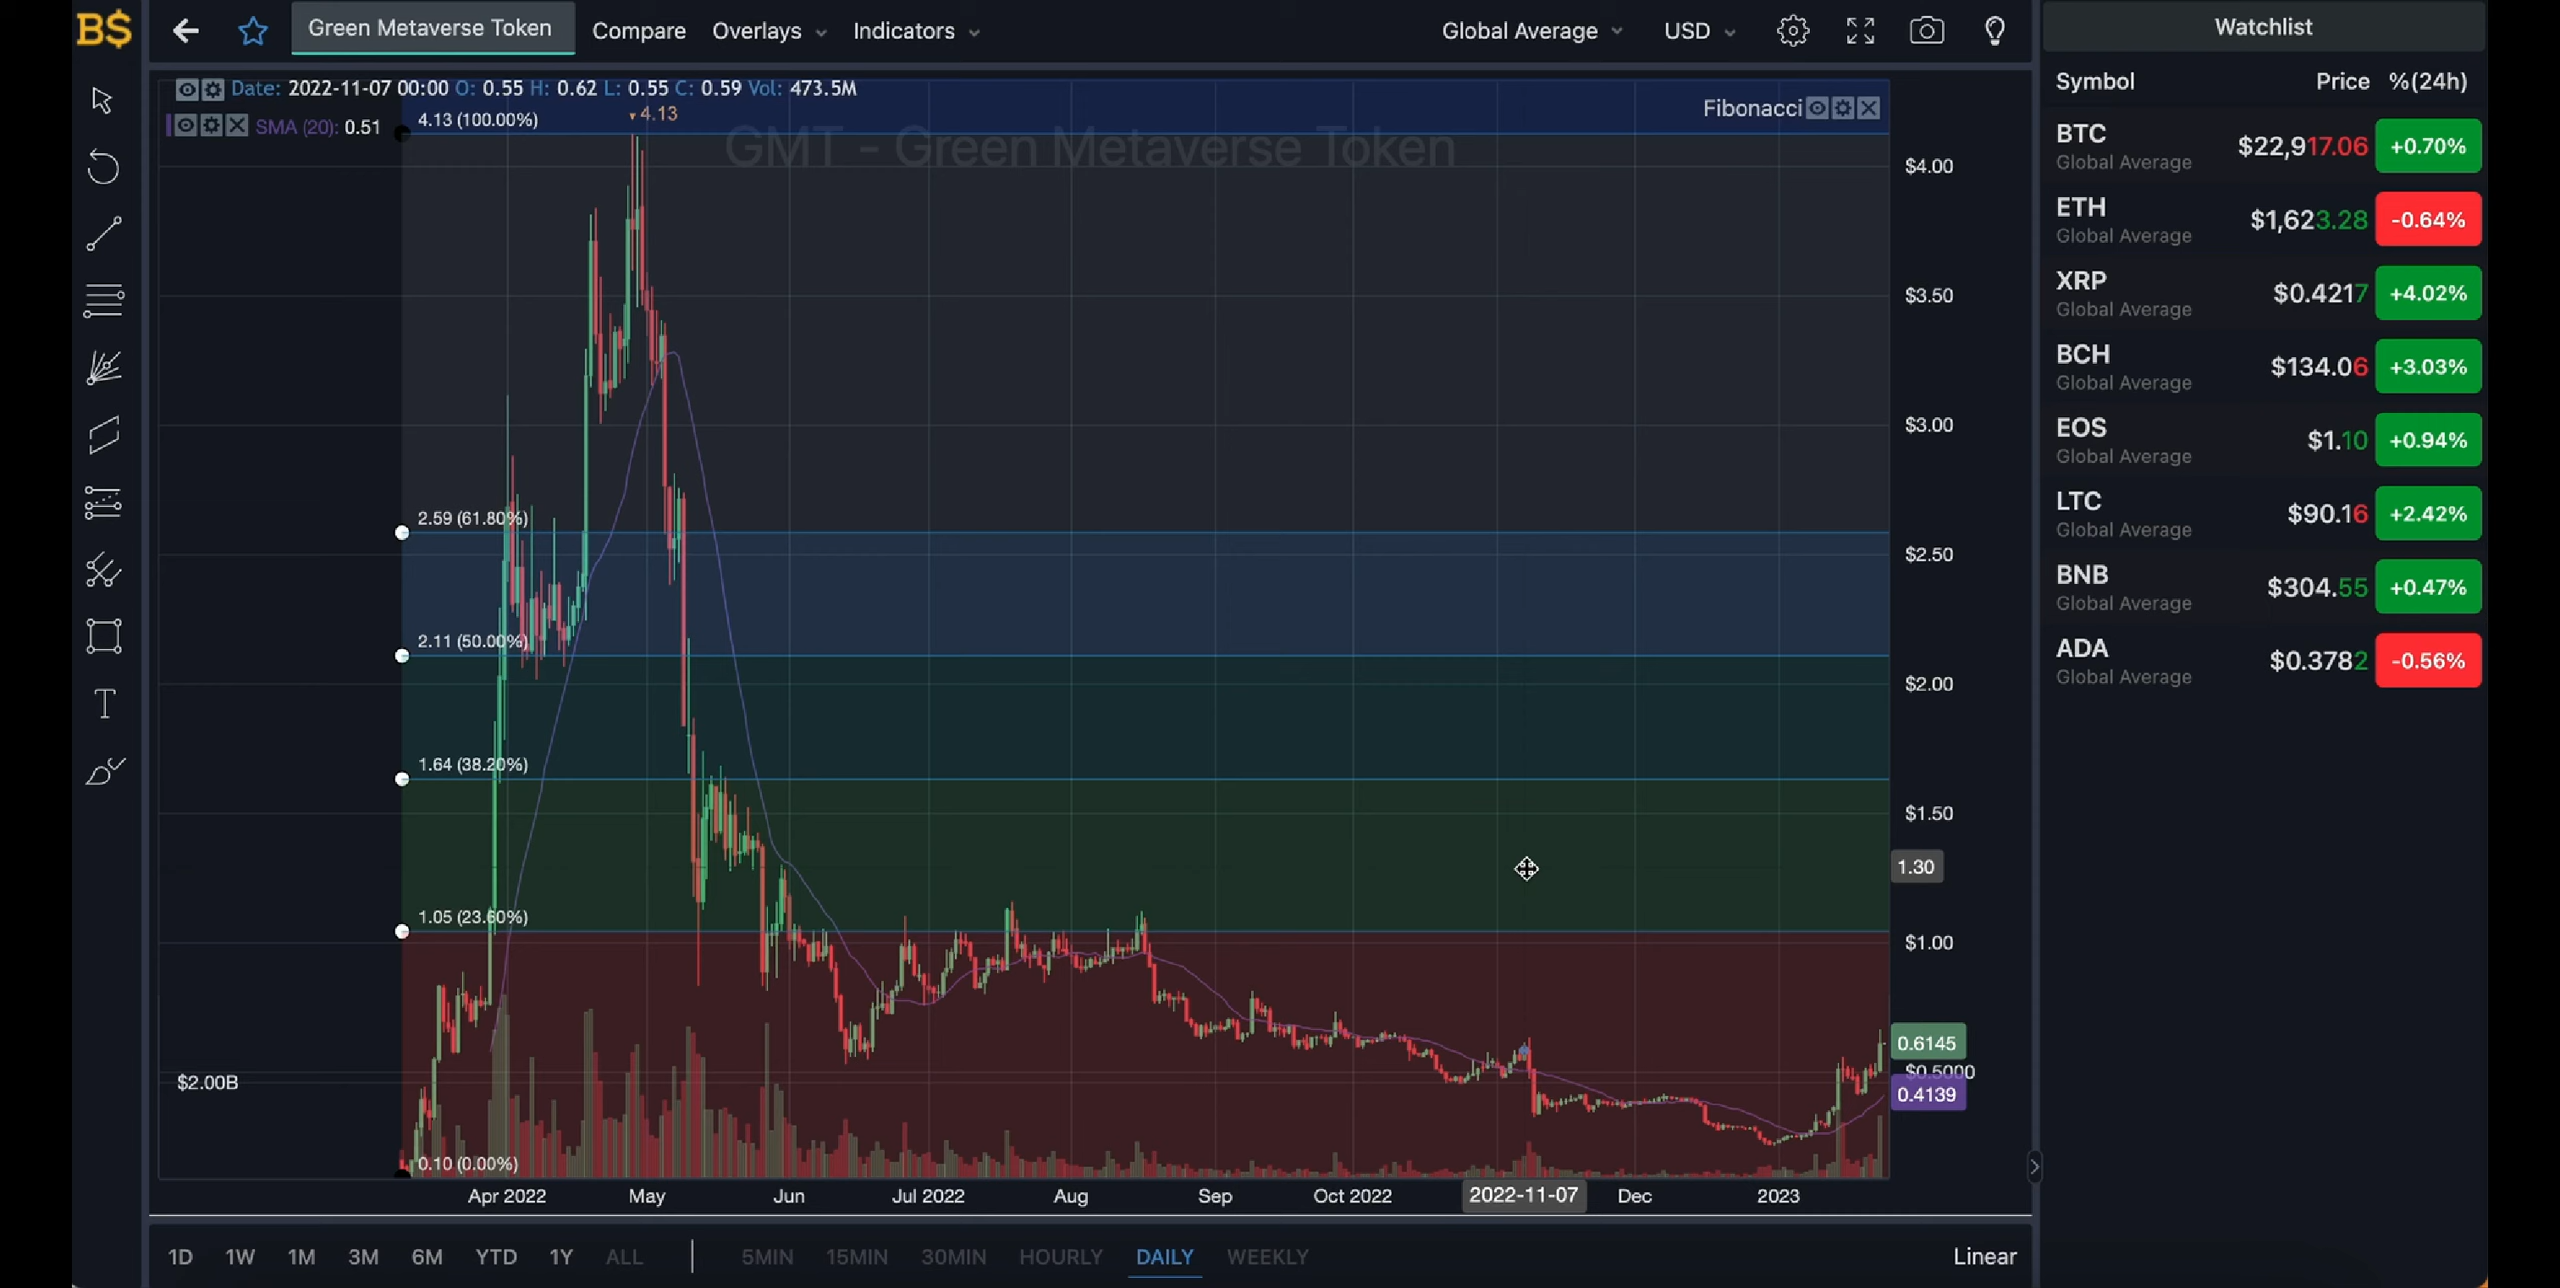 B$
Green Metaverse Token Compare Overlays Indicators Global Average USD
Date: 2022-11-07 00:00 O: 0.55 H: 0.62 L: 0.55 C: 0.59 Vol: 473.5M
SMA (20): 0.51
4.13 (100.00%)
4.13
Fibonacci
GMT - Green Metaverse Token
$4.00
$3.50
$3.00
2.59 (61.80%)
$2.50
2.11 (50.00%)
$2.00
1.64 (38.20%)
$1.50
1.30
1.05 (23.60%)
$1.00
0.6145
$0.5000
0.4139
$2.00B
0.10 (0.00%)
Apr 2022 May Jun Jul 2022 Aug Sep Oct 2022 2022-11-07 Dec 2023
1D 1W 1M 3M 6M YTD 1Y ALL 5MIN 15MIN 30MIN HOURLY DAILY WEEKLY Linear
Watchlist
Symbol Price %(24h)
BTC $22,917.06 +0.70%
Global Average
ETH $1,623.28 -0.64%
Global Average
XRP $0.4217 +4.02%
Global Average
BCH $134.06 +3.03%
Global Average
EOS $1.10 +0.94%
Global Average
LTC $90.16 +2.42%
Global Average
BNB $304.55 +0.47%
Global Average
ADA $0.3782 -0.56%
Global Average